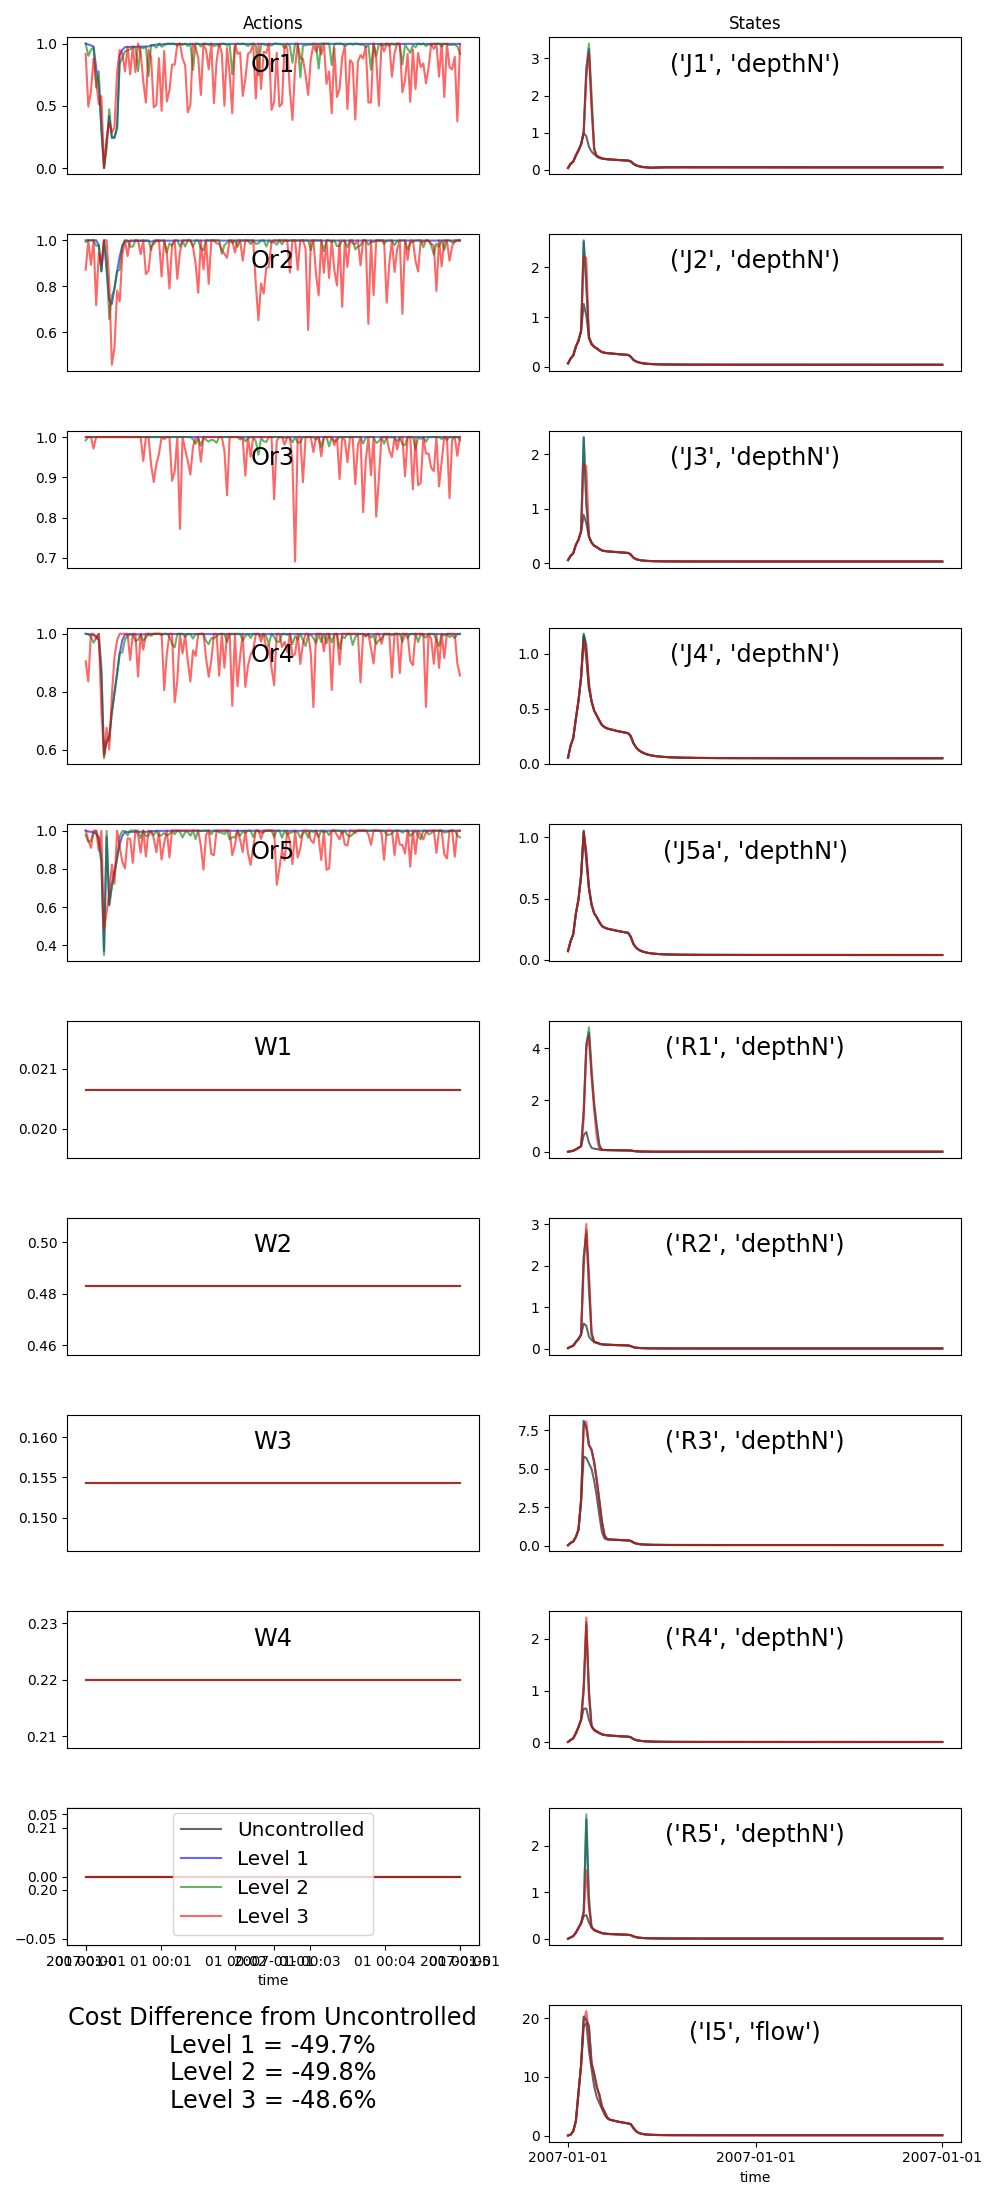 Actions
States
1.0
0.5
0.0
Or1
3
2
1
0
('J1', 'depthN')
1.0
0.8
0.6
Or2
2
1
0
('J2', 'depthN')
1.0
0.9
0.8
0.7
Or3
2
1
0
('J3', 'depthN')
1.0
0.8
0.6
Or4
1.0
0.5
0.0
('J4', 'depthN')
1.0
0.8
0.6
0.4
Or5
1.0
0.5
0.0
('J5a', 'depthN')
0.021
0.020
W1
4
2
0
('R1', 'depthN')
0.50
0.48
0.46
W2
3
2
1
0
('R2', 'depthN')
0.160
0.155
0.150
W3
7.5
5.0
2.5
0.0
('R3', 'depthN')
0.23
0.22
0.21
W4
2
1
0
('R4', 'depthN')
0.05
0.21
0.00
0.20
−0.05
Uncontrolled
Level 1
Level 2
Level 3
01 00:01
01 00:04
time
2
1
0
('R5', 'depthN')
Cost Difference from Uncontrolled
Level 1 = -49.7%
Level 2 = -49.8%
Level 3 = -48.6%
20
10
0
('I5', 'flow')
2007-01-01
2007-01-01
2007-01-01
time